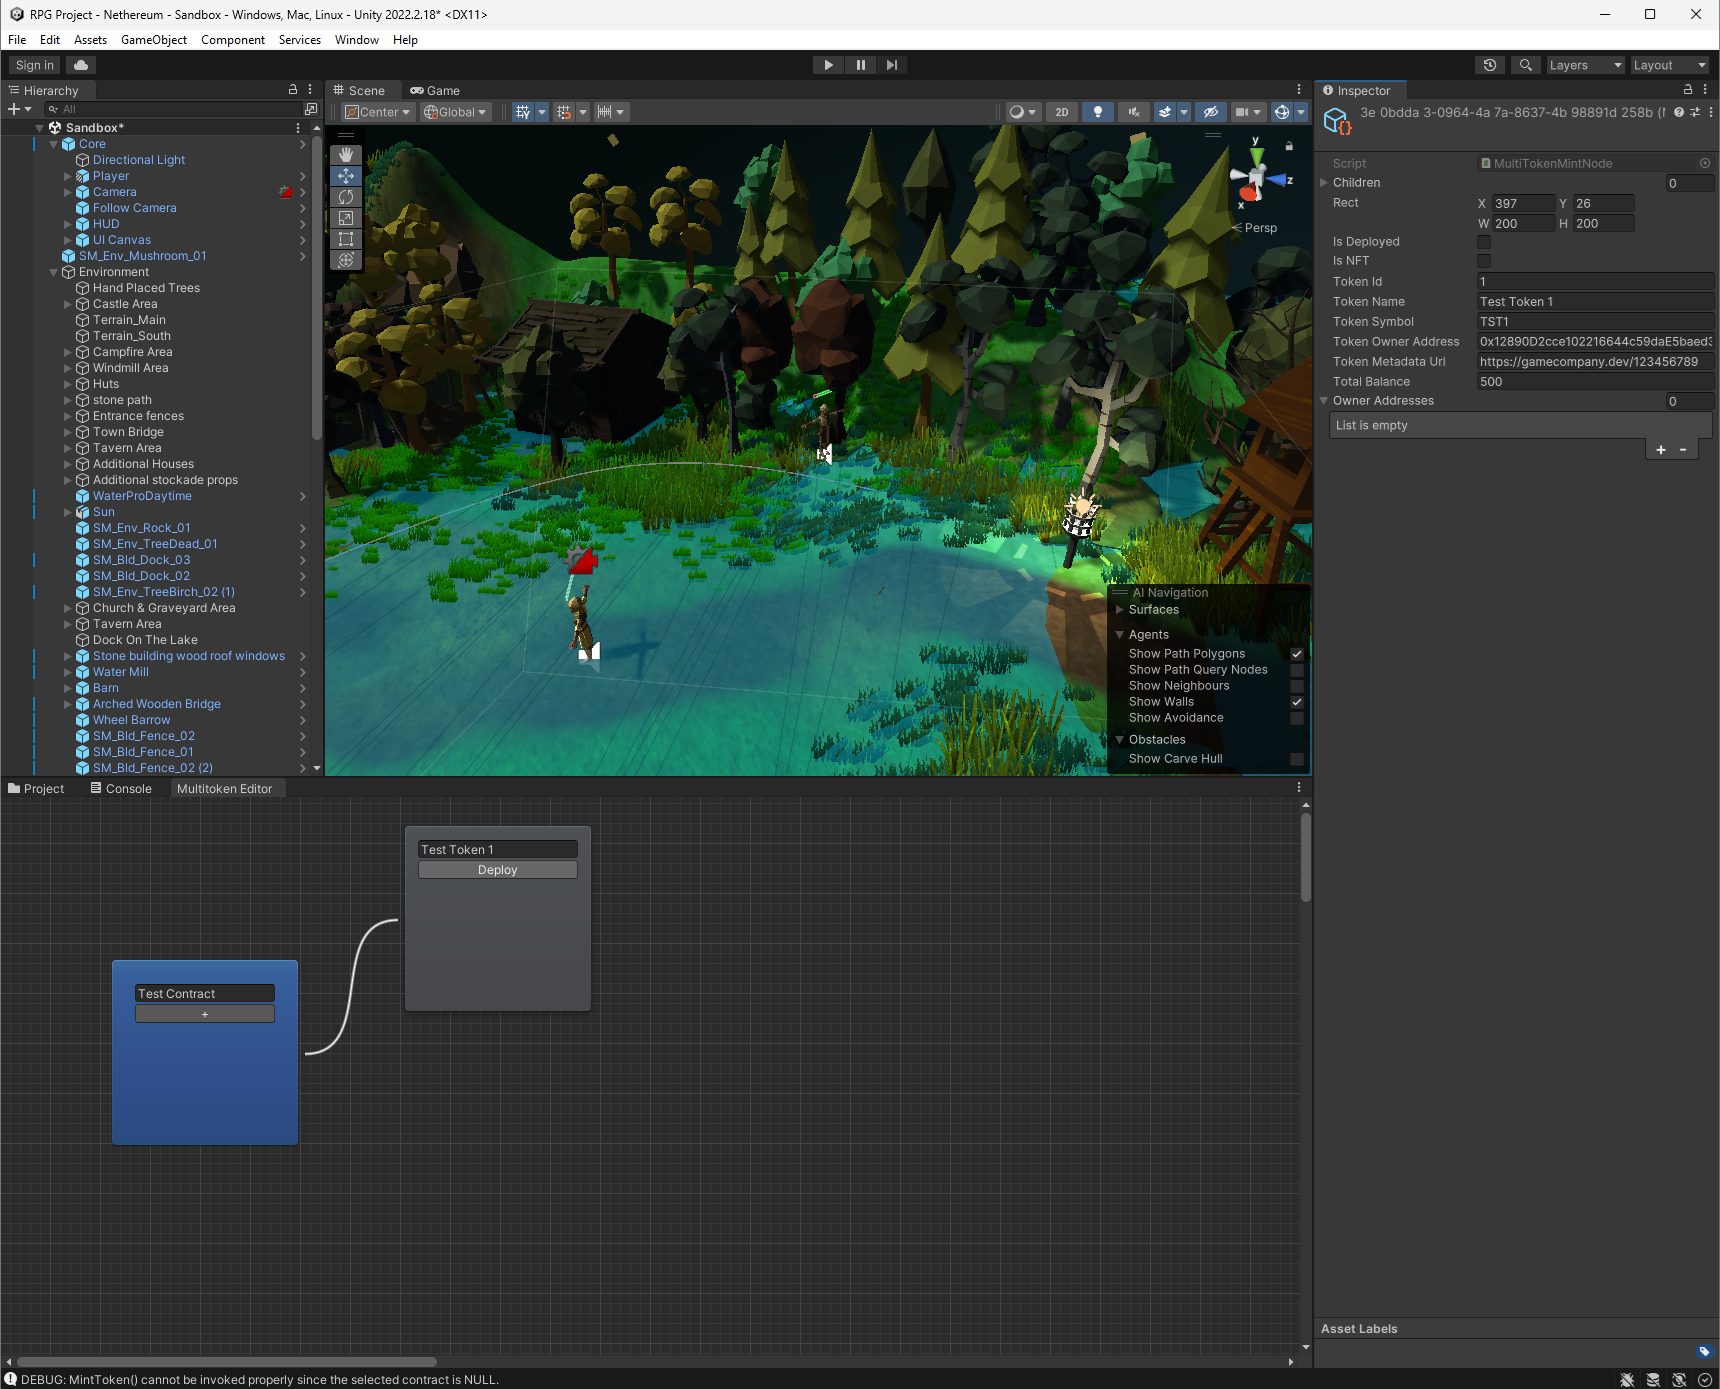 RPG Project - Nethereum - Sandbox - Windows, Mac, Linux - Unity 2022.2.18* <DX11>
File Edit Assets GameObject Component Services Window Help
Sign in
Layers
Layout
Hierarchy
All
Sandbox*
Core
Directional Light
Player
Camera
Follow Camera
HUD
UI Canvas
SM_Env_Mushroom_01
Environment
Hand Placed Trees
Castle Area
Terrain_Main
Terrain_South
Campfire Area
Windmill Area
Huts
stone path
Entrance fences
Town Bridge
Tavern Area
Additional Houses
Additional stockade props
WaterProDaytime
Sun
SM_Env_Rock_01
SM_Env_TreeDead_01
SM_Bld_Dock_03
SM_Bld_Dock_02
SM_Env_TreeBirch_02 (1)
Church & Graveyard Area
Tavern Area
Dock On The Lake
Stone building wood roof windows
Water Mill
Barn
Arched Wooden Bridge
Wheel Barrow
SM_Bld_Fence_02
SM_Bld_Fence_01
SM_Bld_Fence_02 (2)
Scene
Game
Center
Global
2D
y
z
x
Persp
AI Navigation
Surfaces
Agents
Show Path Polygons
Show Path Query Nodes
Show Neighbours
Show Walls
Show Avoidance
Obstacles
Show Carve Hull
Inspector
3e 0bdda 3-0964-4a 7a-8637-4b 98891d 258b (
Script MultiTokenMintNode
Children 0
Rect X 397 Y 26
W 200 H 200
Is Deployed
Is NFT
Token Id 1
Token Name Test Token 1
Token Symbol TST1
Token Owner Address 0x12890D2cce102216644c59daE5baed3
Token Metadata Url https://gamecompany.dev/123456789
Total Balance 500
Owner Addresses 0
List is empty
+ -
Asset Labels
Project
Console
Multitoken Editor
Test Token 1
Deploy
Test Contract
+
DEBUG: MintToken() cannot be invoked properly since the selected contract is NULL.